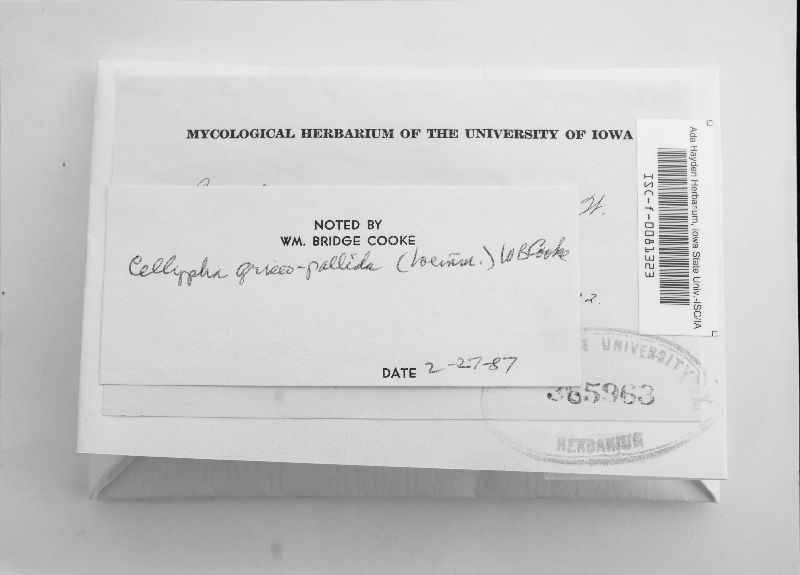 MYCOLOGICAL HERBARIUM OF THE UNIVERSITY OF IOWA
NOTED BY
WM. BRIDGE COOKE
Cellypha griseo-pallida (Weinm.) WBCooke
DATE 2-27-87
Ada Hayden Herbarium, Iowa State Univ.-ISC/IA
ISC-f-0081323
UNIVERSITY
365963
HERBARIUM